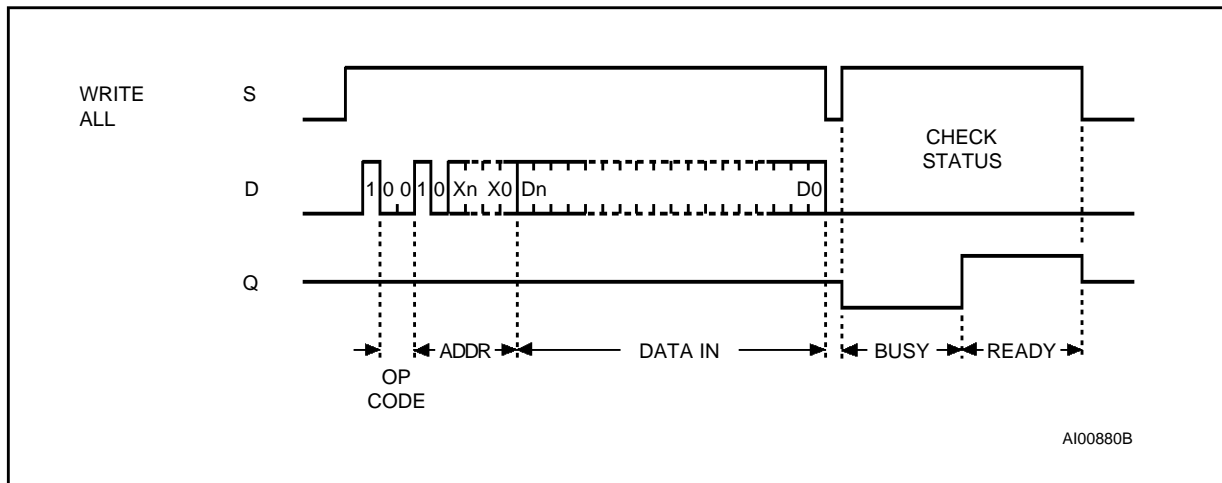 WRITE
ALL
S
CHECK
STATUS
D
1 0 0 1 0 Xn X0 Dn D0
Q
ADDR DATA IN BUSY READY
OP
CODE
AI00880B